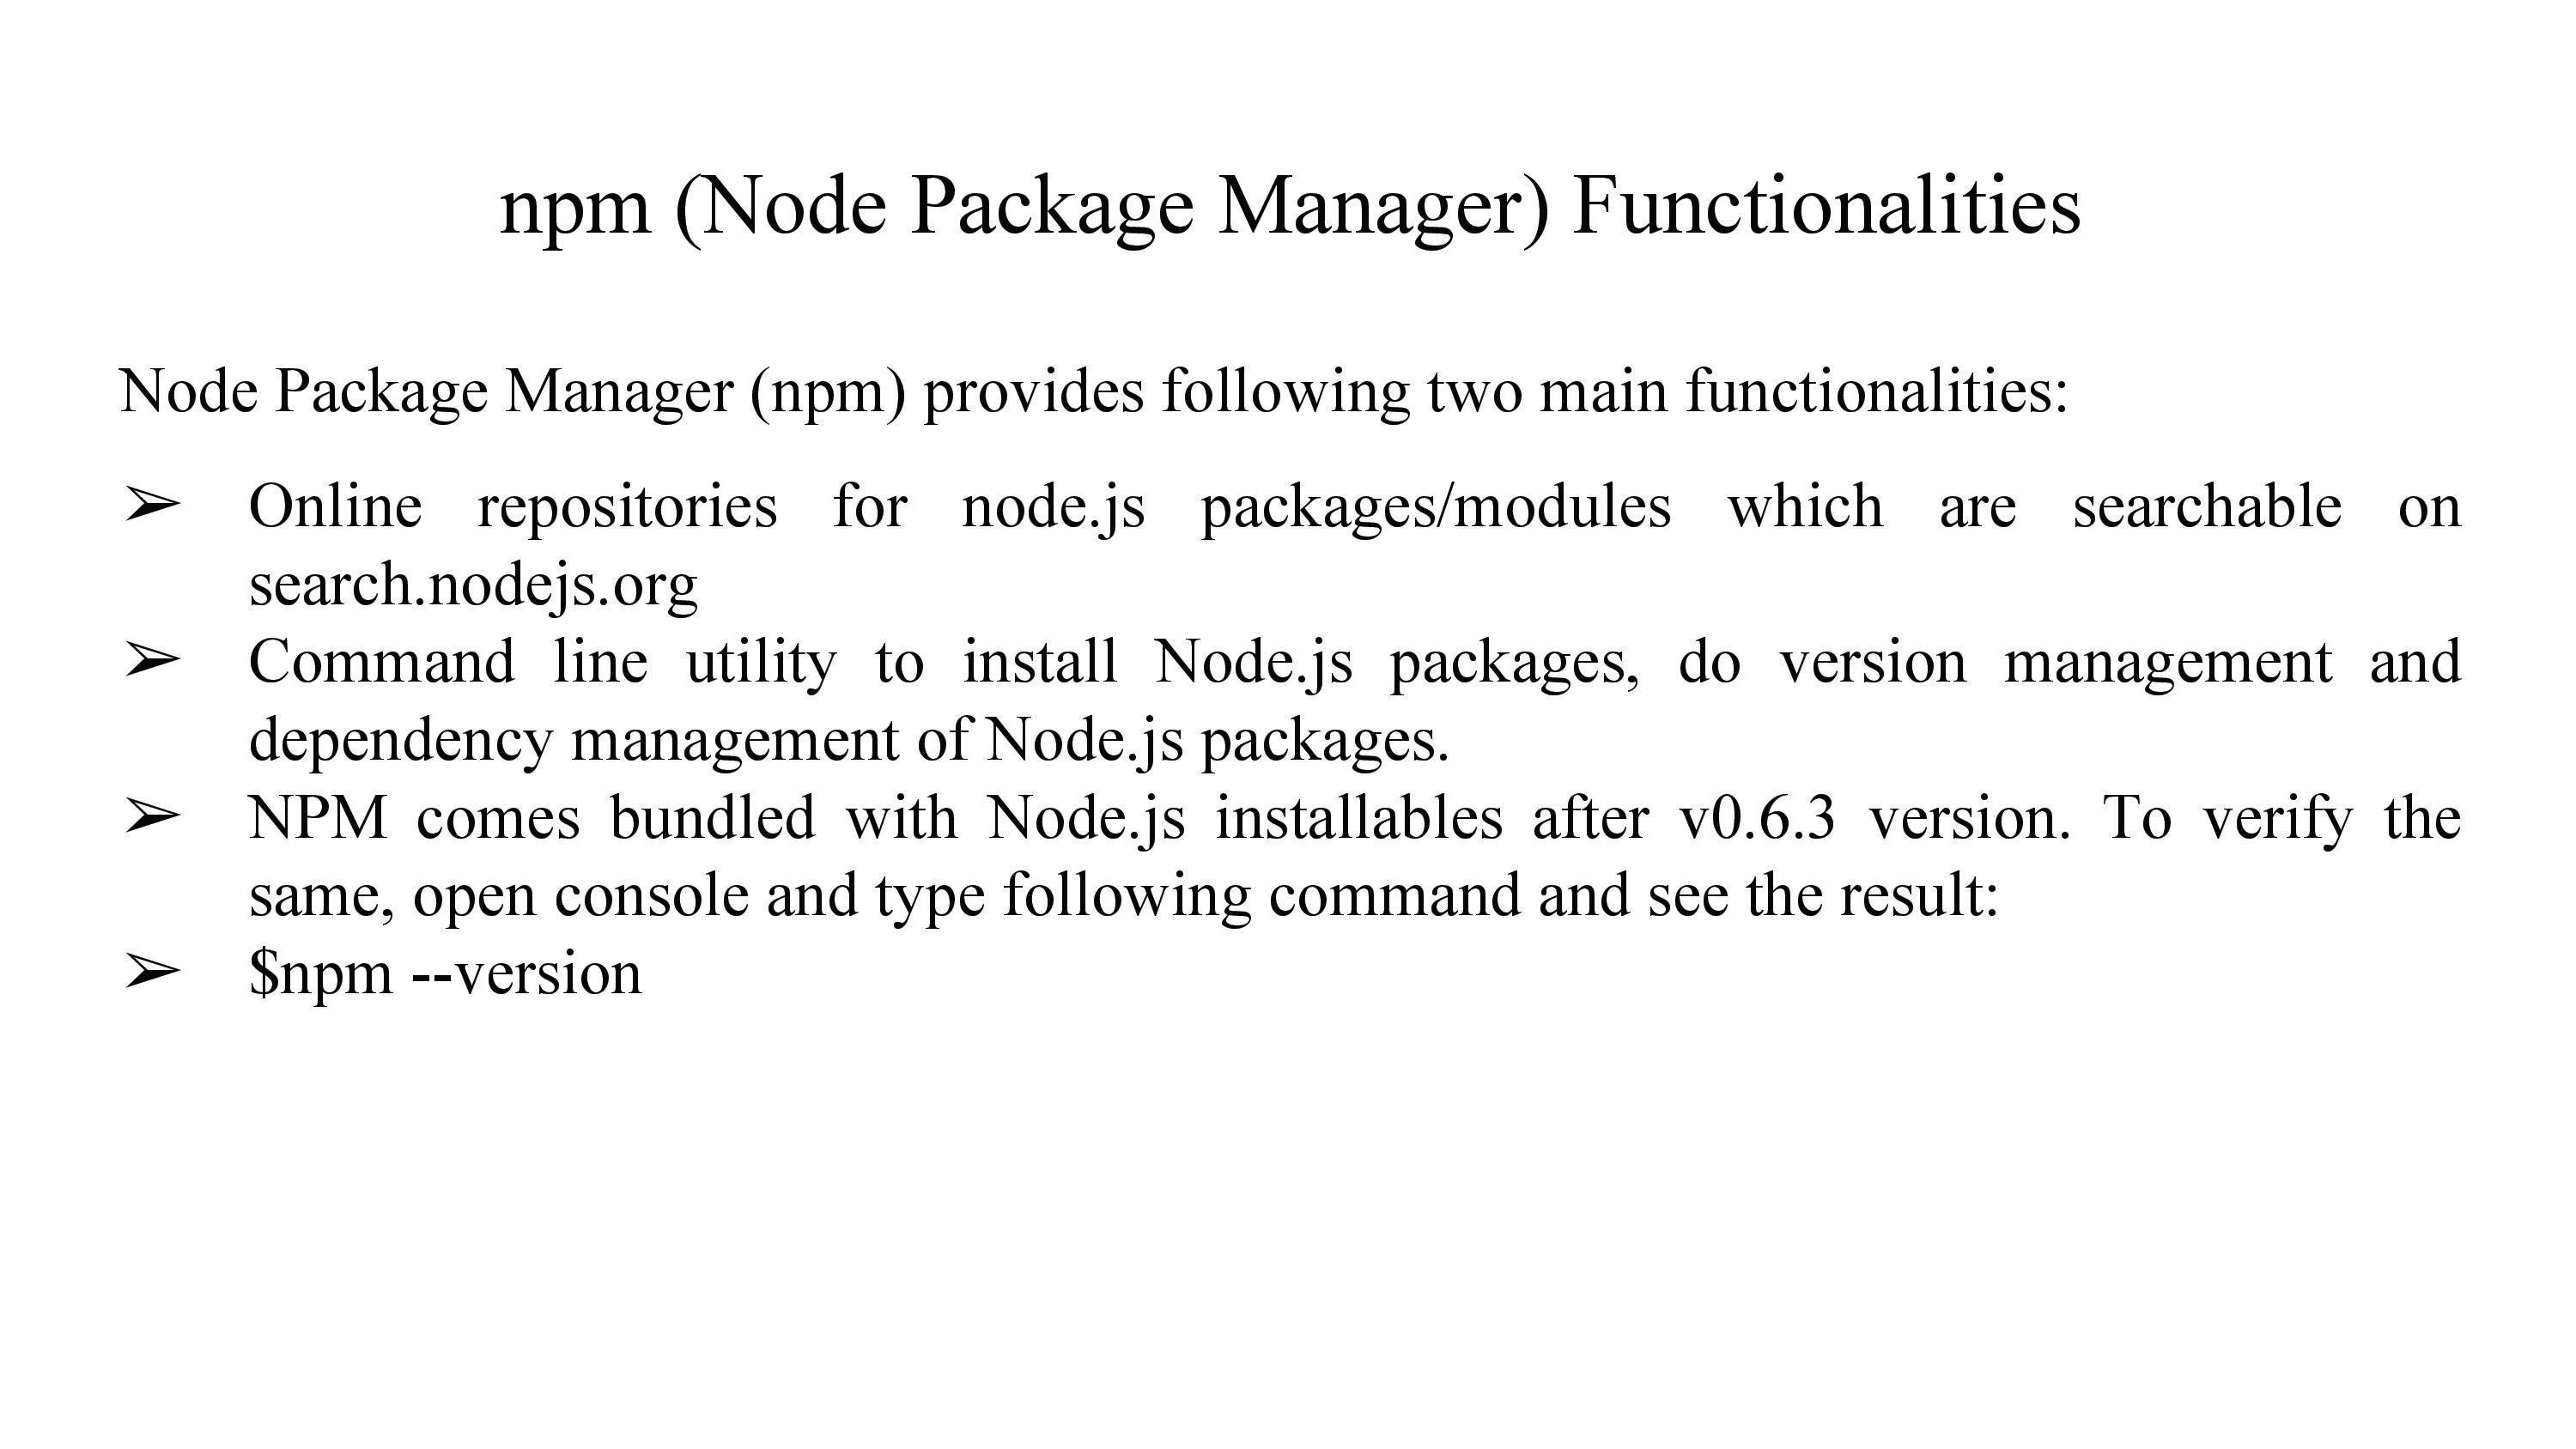 npm (Node Package Manager) Functionalities
Node Package Manager (npm) provides following two main functionalities:
➢ Online repositories for node.js packages/modules which are searchable on
search.nodejs.org
➢ Command line utility to install Node.js packages, do version management and
dependency management of Node.js packages.
➢ NPM comes bundled with Node.js installables after v0.6.3 version. To verify the
same, open console and type following command and see the result:
➢ $npm --version